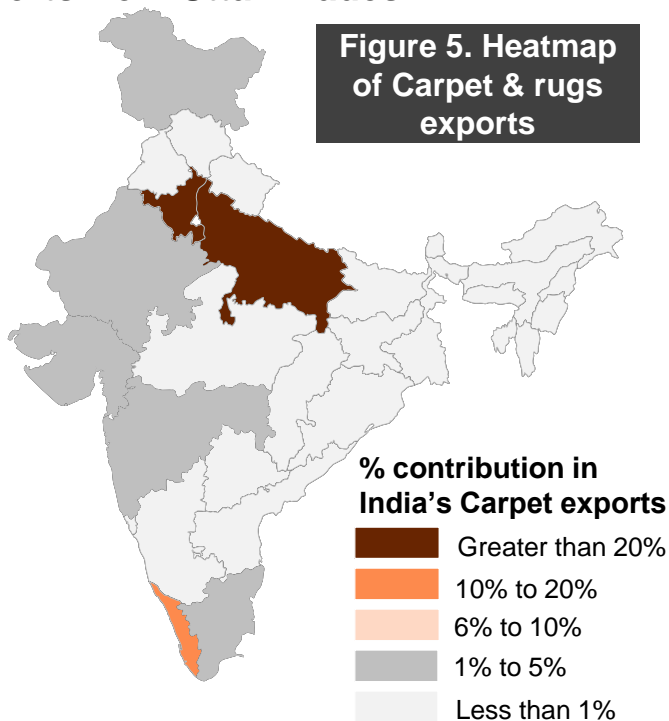 Figure 5. Heatmap
of Carpet & rugs
exports
% contribution in
India’s Carpet exports
Greater than 20%
10% to 20%
6% to 10%
1% to 5%
Less than 1%